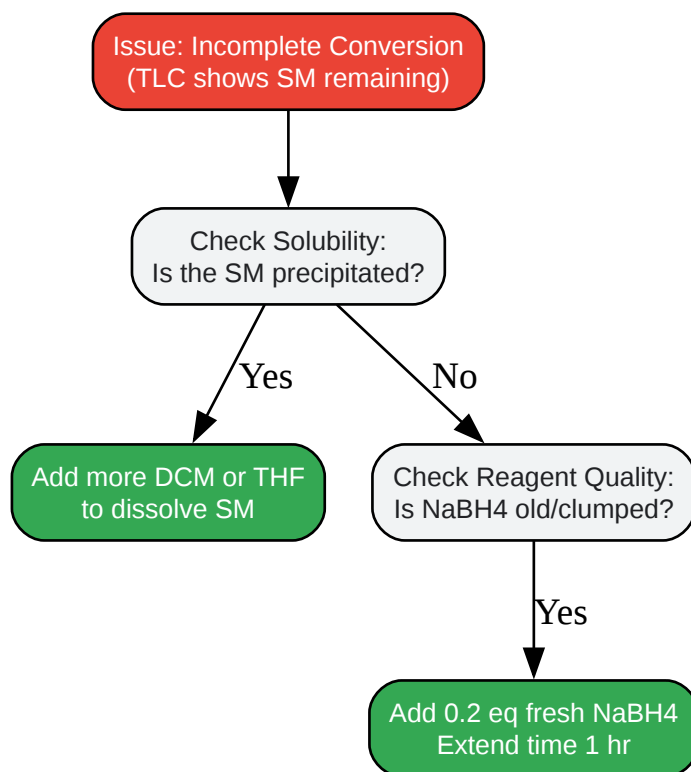 Issue: Incomplete Conversion
(TLC shows SM remaining)
Check Solubility:
Is the SM precipitated?
Yes
No
Add more DCM or THF
to dissolve SM
Check Reagent Quality:
Is NaBH4 old/clumped?
Yes
Add 0.2 eq fresh NaBH4
Extend time 1 hr